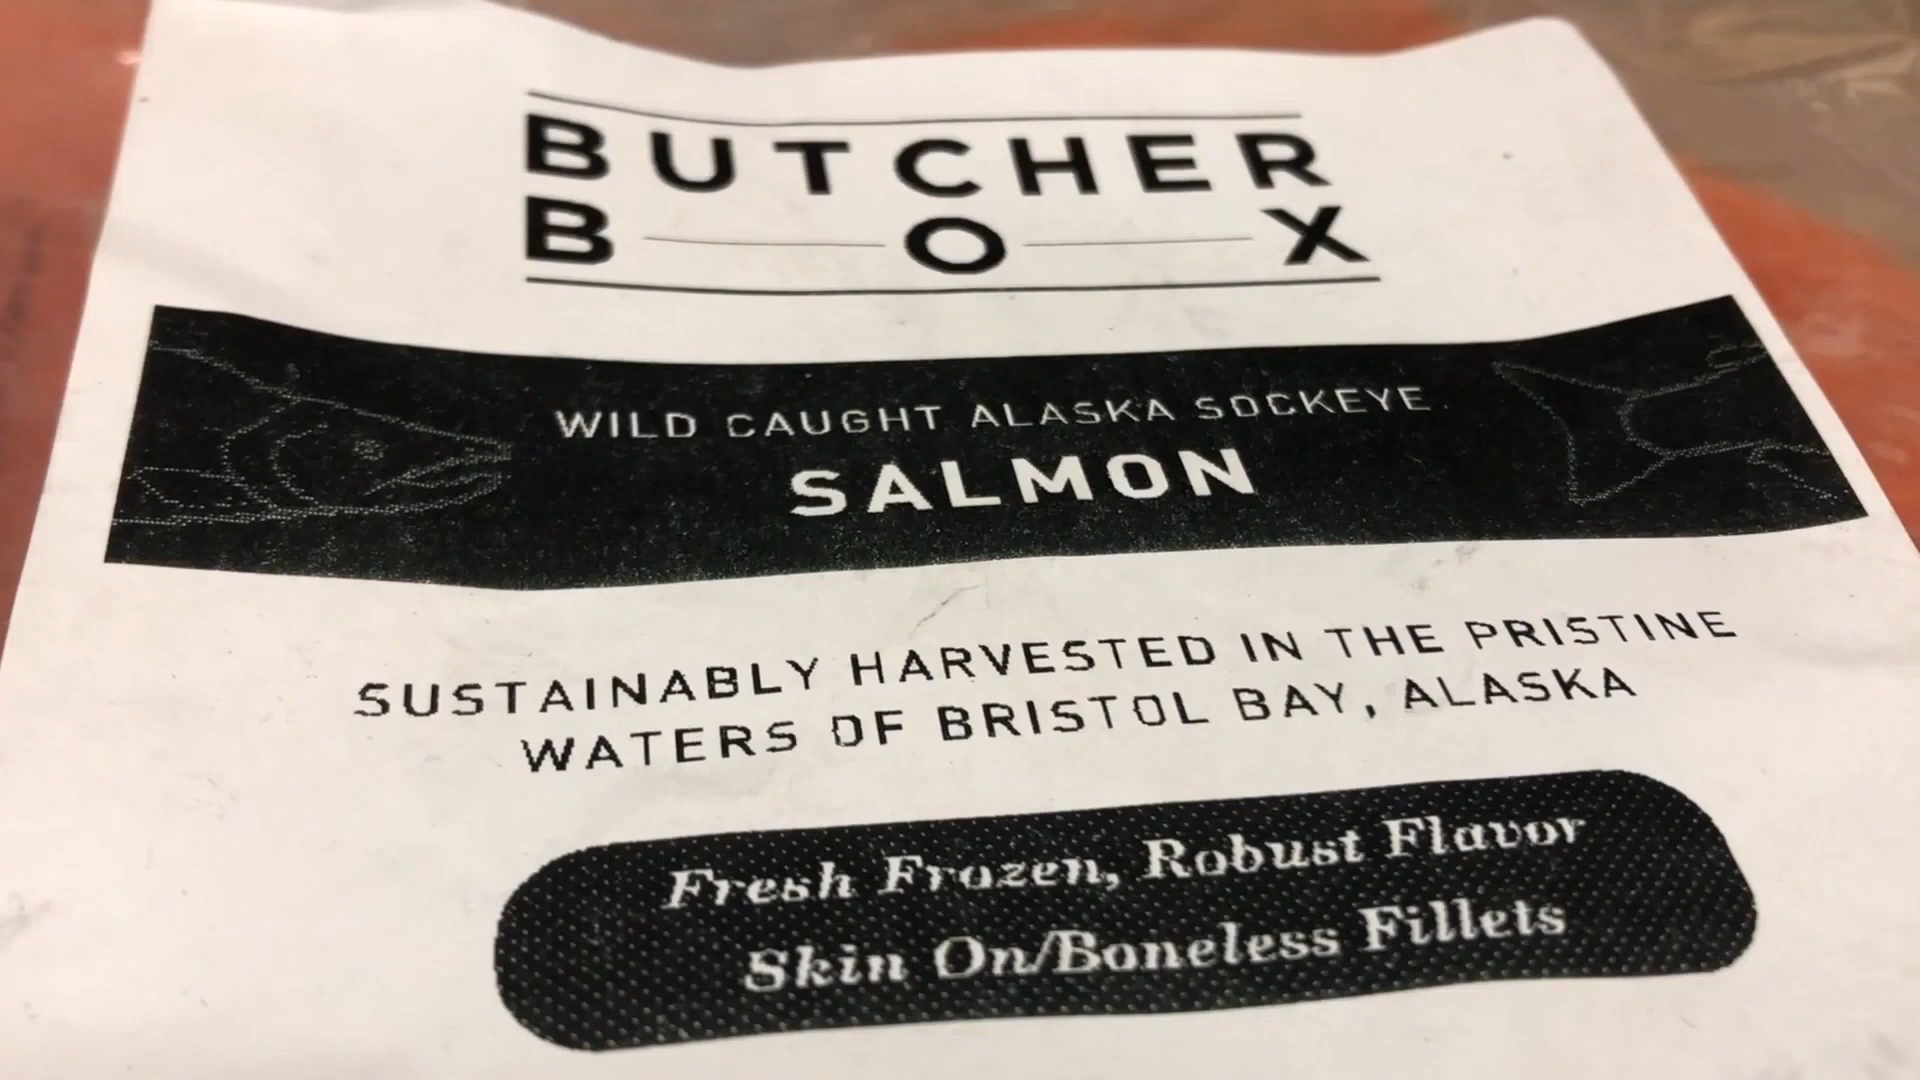 BUTCHER
BOX
WILD CAUGHT ALASKA SOCKEYE
SALMON
SUSTAINABLY HARVESTED IN THE PRISTINE
WATERS OF BRISTOL BAY, ALASKA
Fresh Frozen, Robust Flavor
Skin On/Boneless Fillets